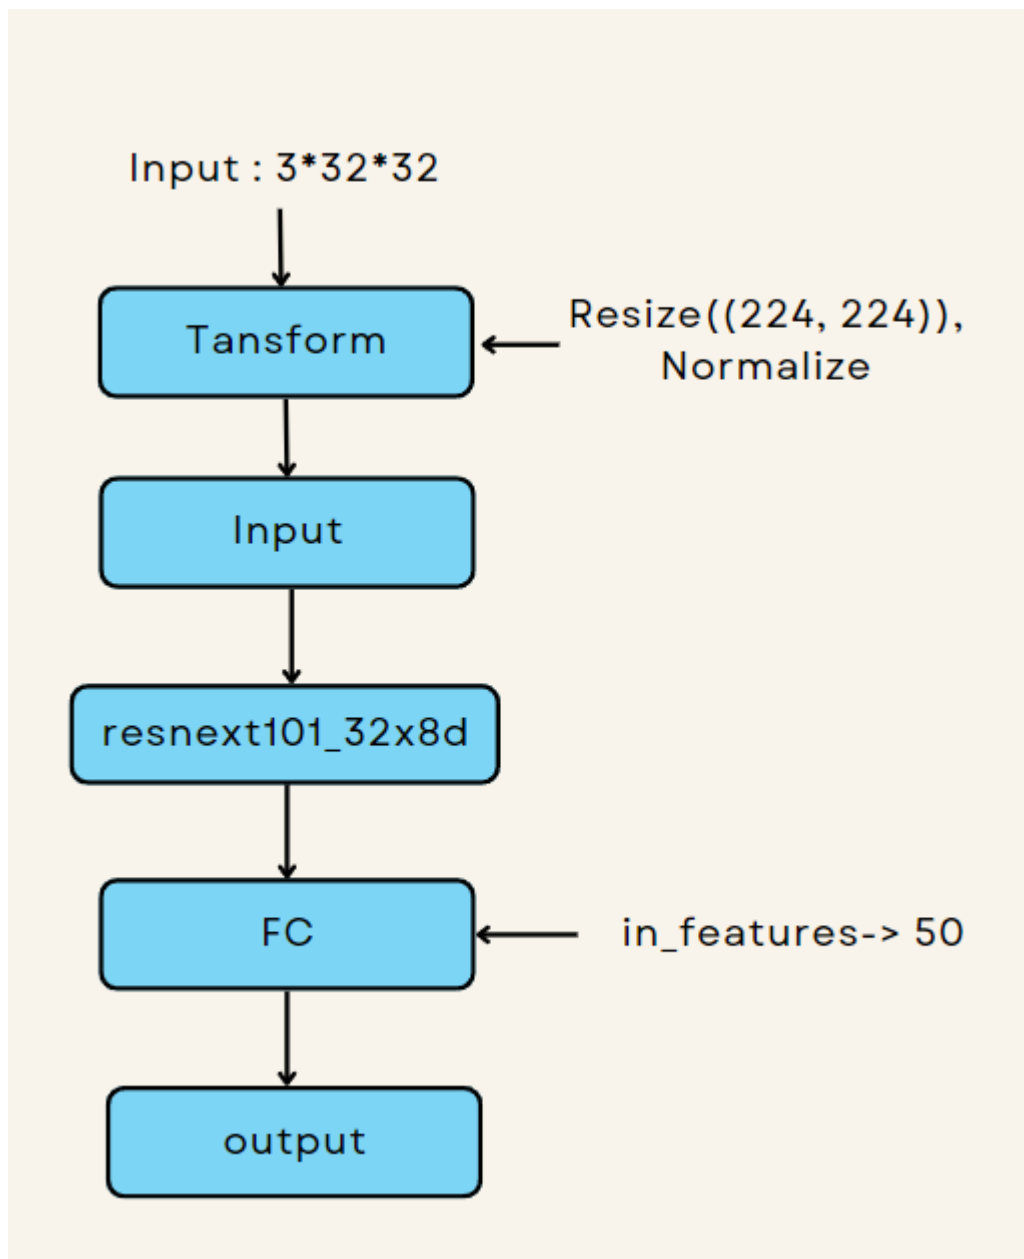 Input : 3*32*32
Tansform
Resize((224, 224)),
Normalize
Input
resnext101_32x8d
FC
in_features-> 50
output